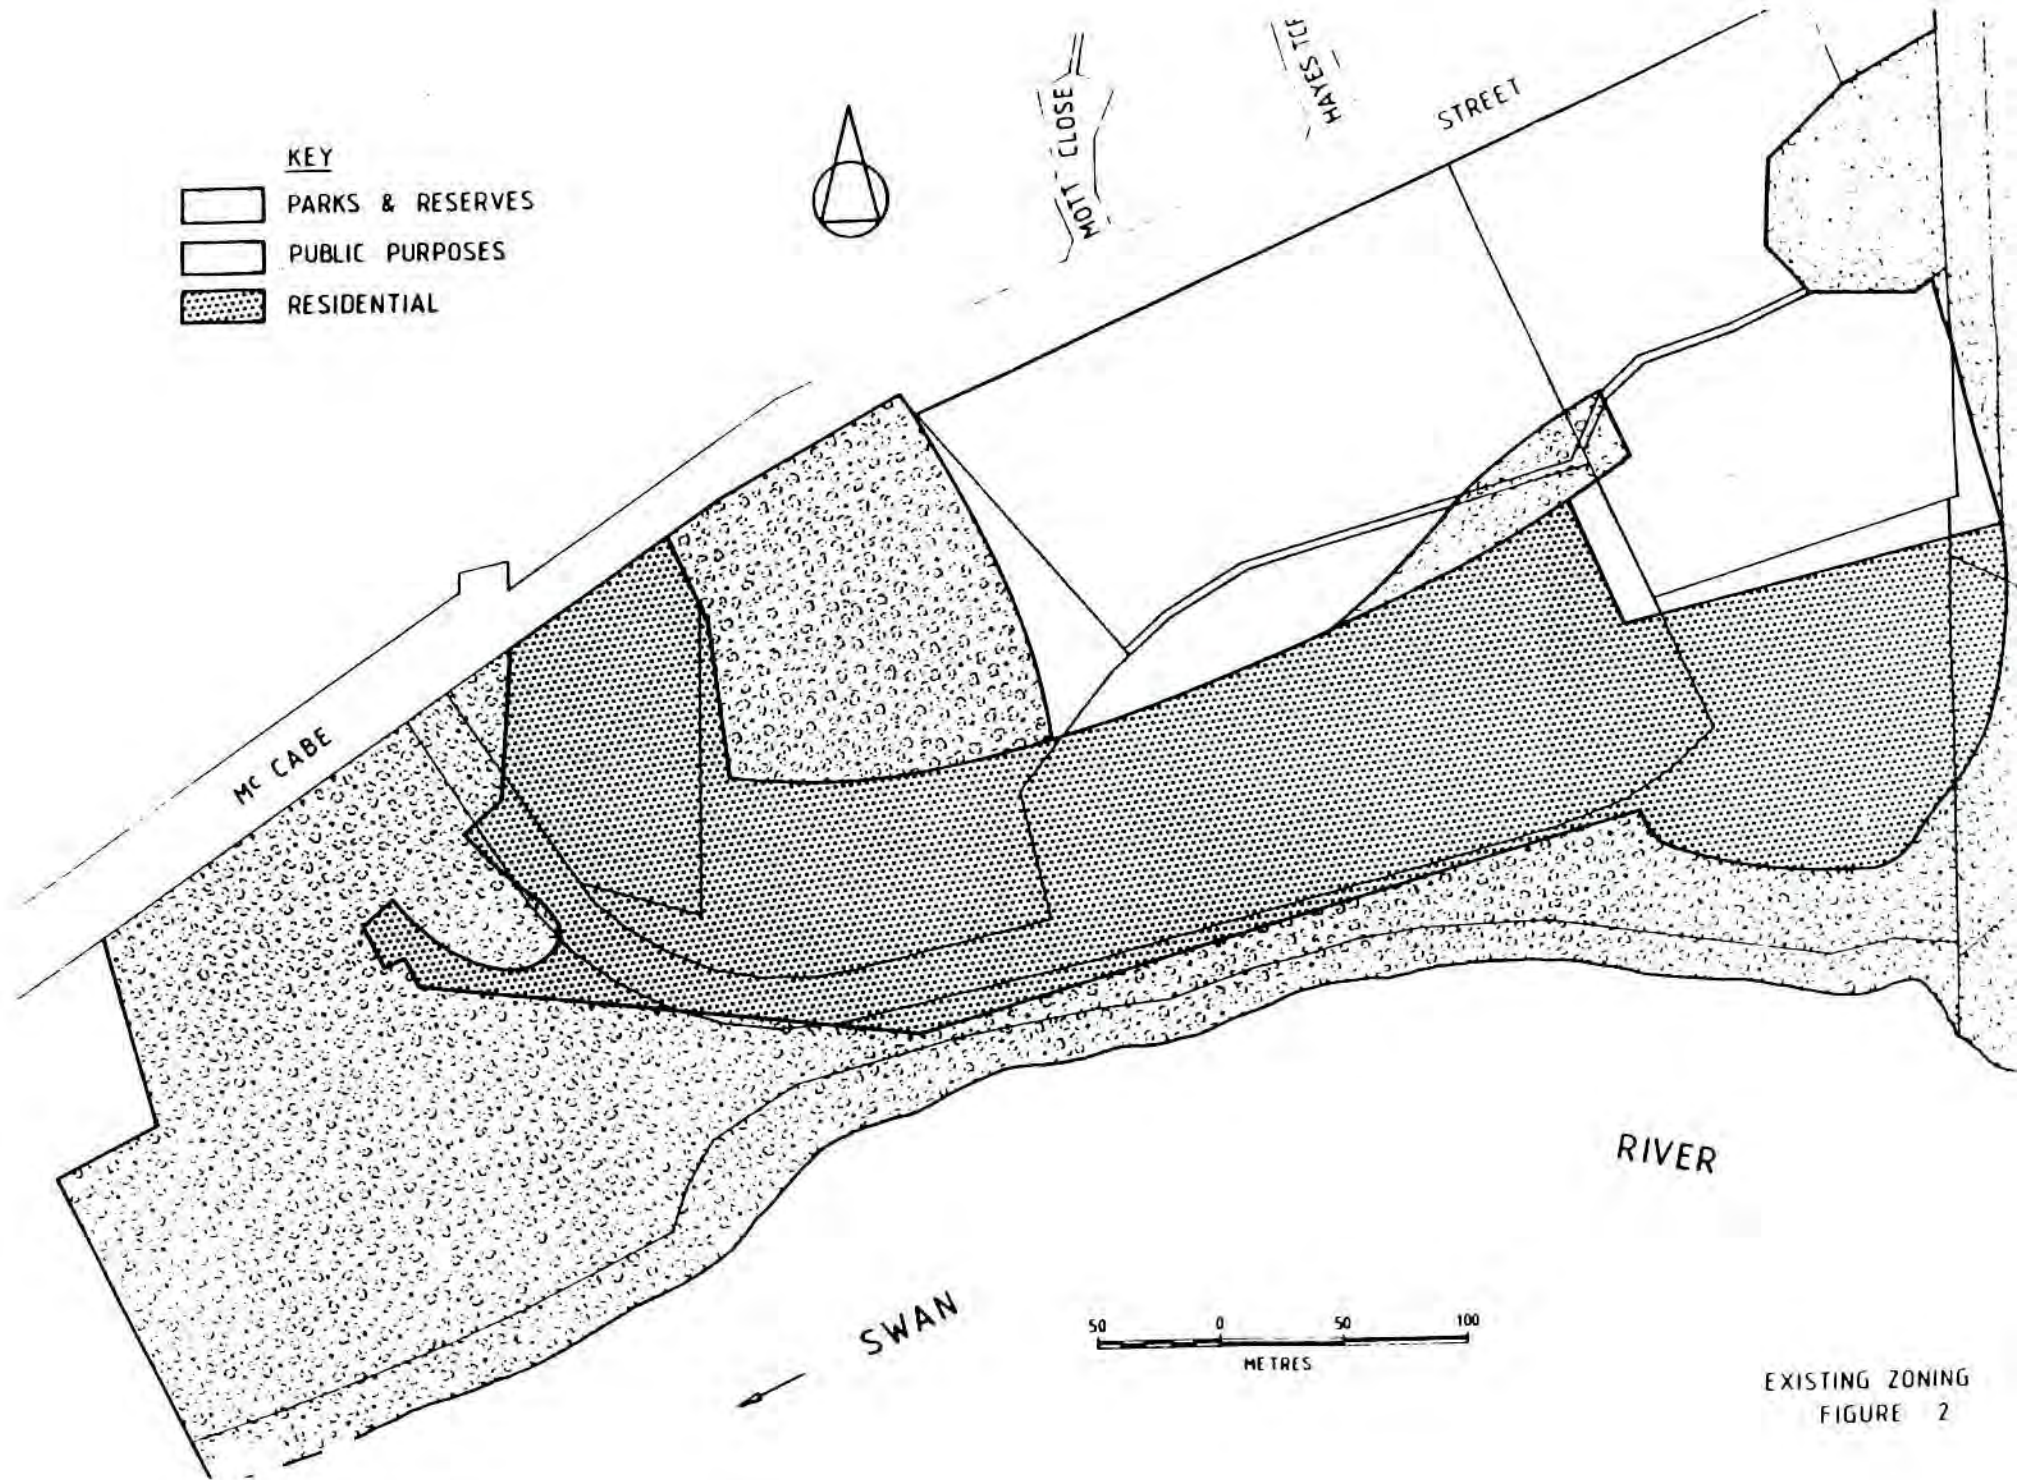 KEY
PARKS & RESERVES
PUBLIC PURPOSES
RESIDENTIAL
MOTT CLOSE
HAYES TCE
STREET
Mc CABE
RIVER
SWAN
50 0 50 100
METRES
EXISTING ZONING
FIGURE 2